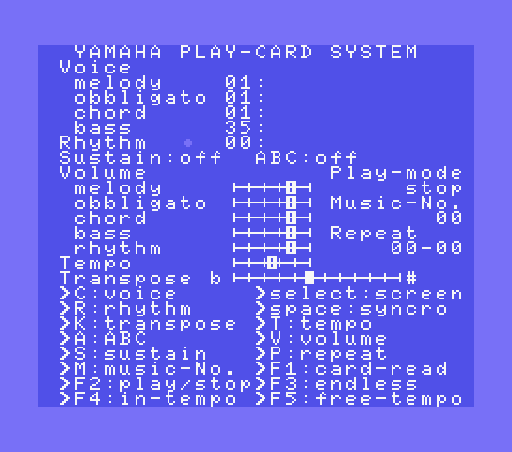 YAMAHA PLAY-CARD SYSTEM
Voice
melody 01:
obbligato 01:
chord 01:
bass 35:
Rhythm 00:
Sustain:off ABC:off
Volume Play-mode
melody stop
obbligato Music-No.
chord 00
bass Repeat
rhythm 00-00
Tempo
Transpose b #
>C:voice >select:screen
>R:rhythm >space:syncro
>K:transpose >T:tempo
>A:ABC >V:volume
>S:sustain >P:repeat
>M:music-No. >F1:card-read
>F2:play/stop >F3:endless
>F4:in-tempo >F5:free-tempo